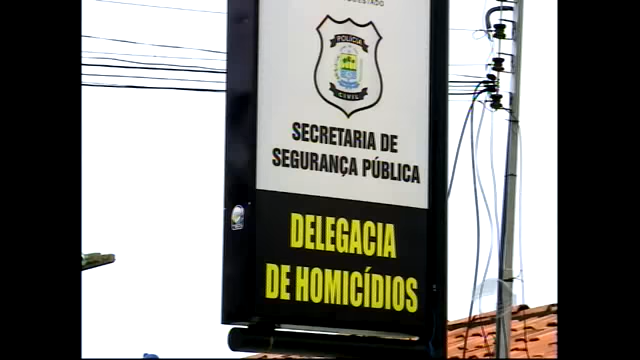 POLÍCIA
CIVIL
SECRETARIA DE
SEGURANÇA PÚBLICA
DELEGACIA
DE HOMICÍDIOS